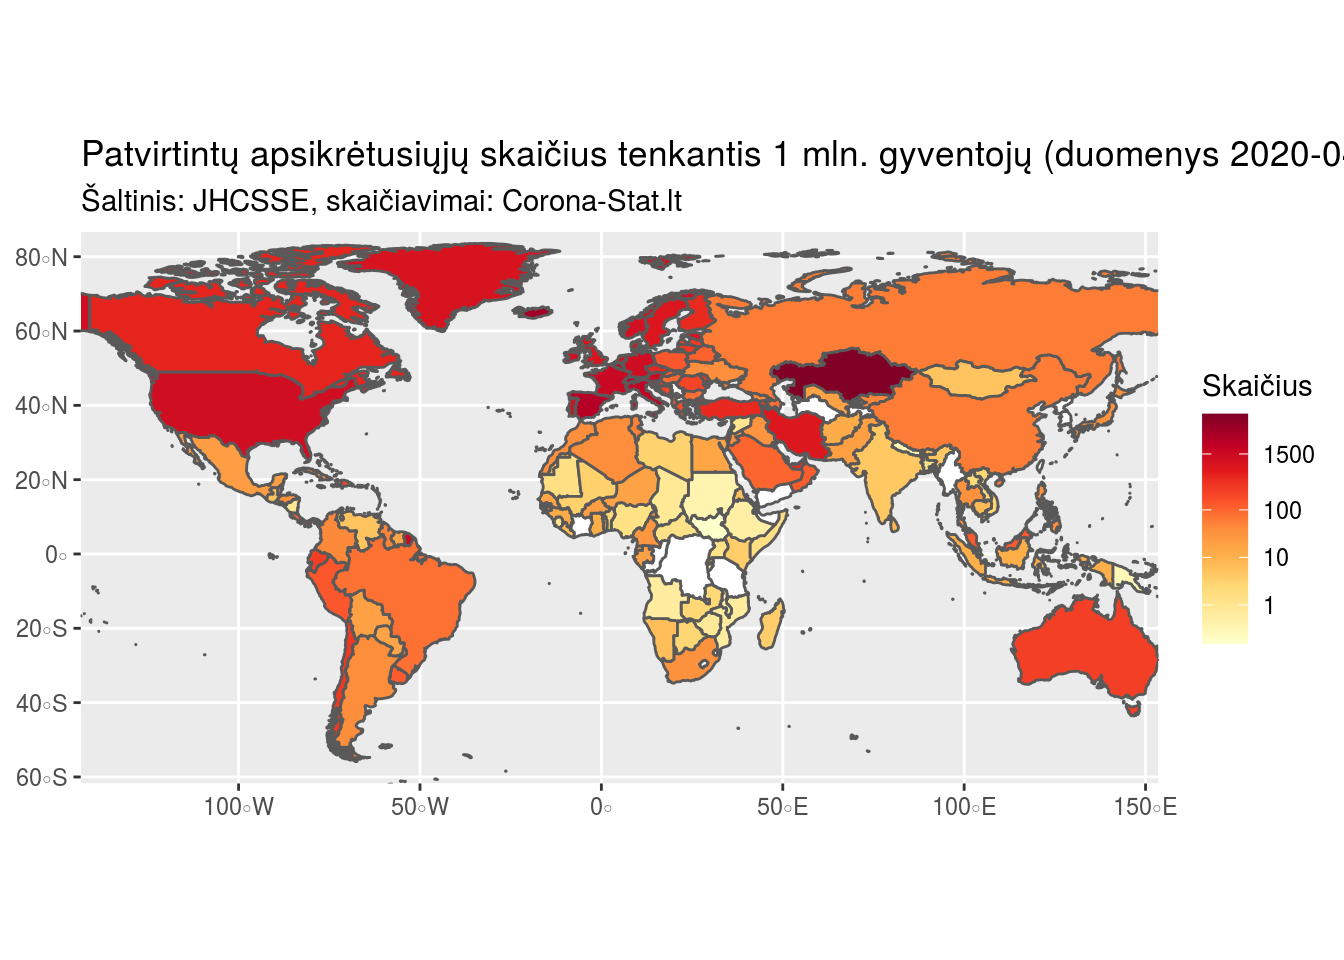 Patvirtintų apsikrėtusiųjų skaičius tenkantis 1 mln. gyventojų (duomenys 2020-0
Šaltinis: JHCSSE, skaičiavimai: Corona-Stat.lt
80°N
60°N
40°N
20°N
0°
20°S
40°S
60°S
100°W
50°W
0°
50°E
100°E
150°E
Skaičius
1500
100
10
1